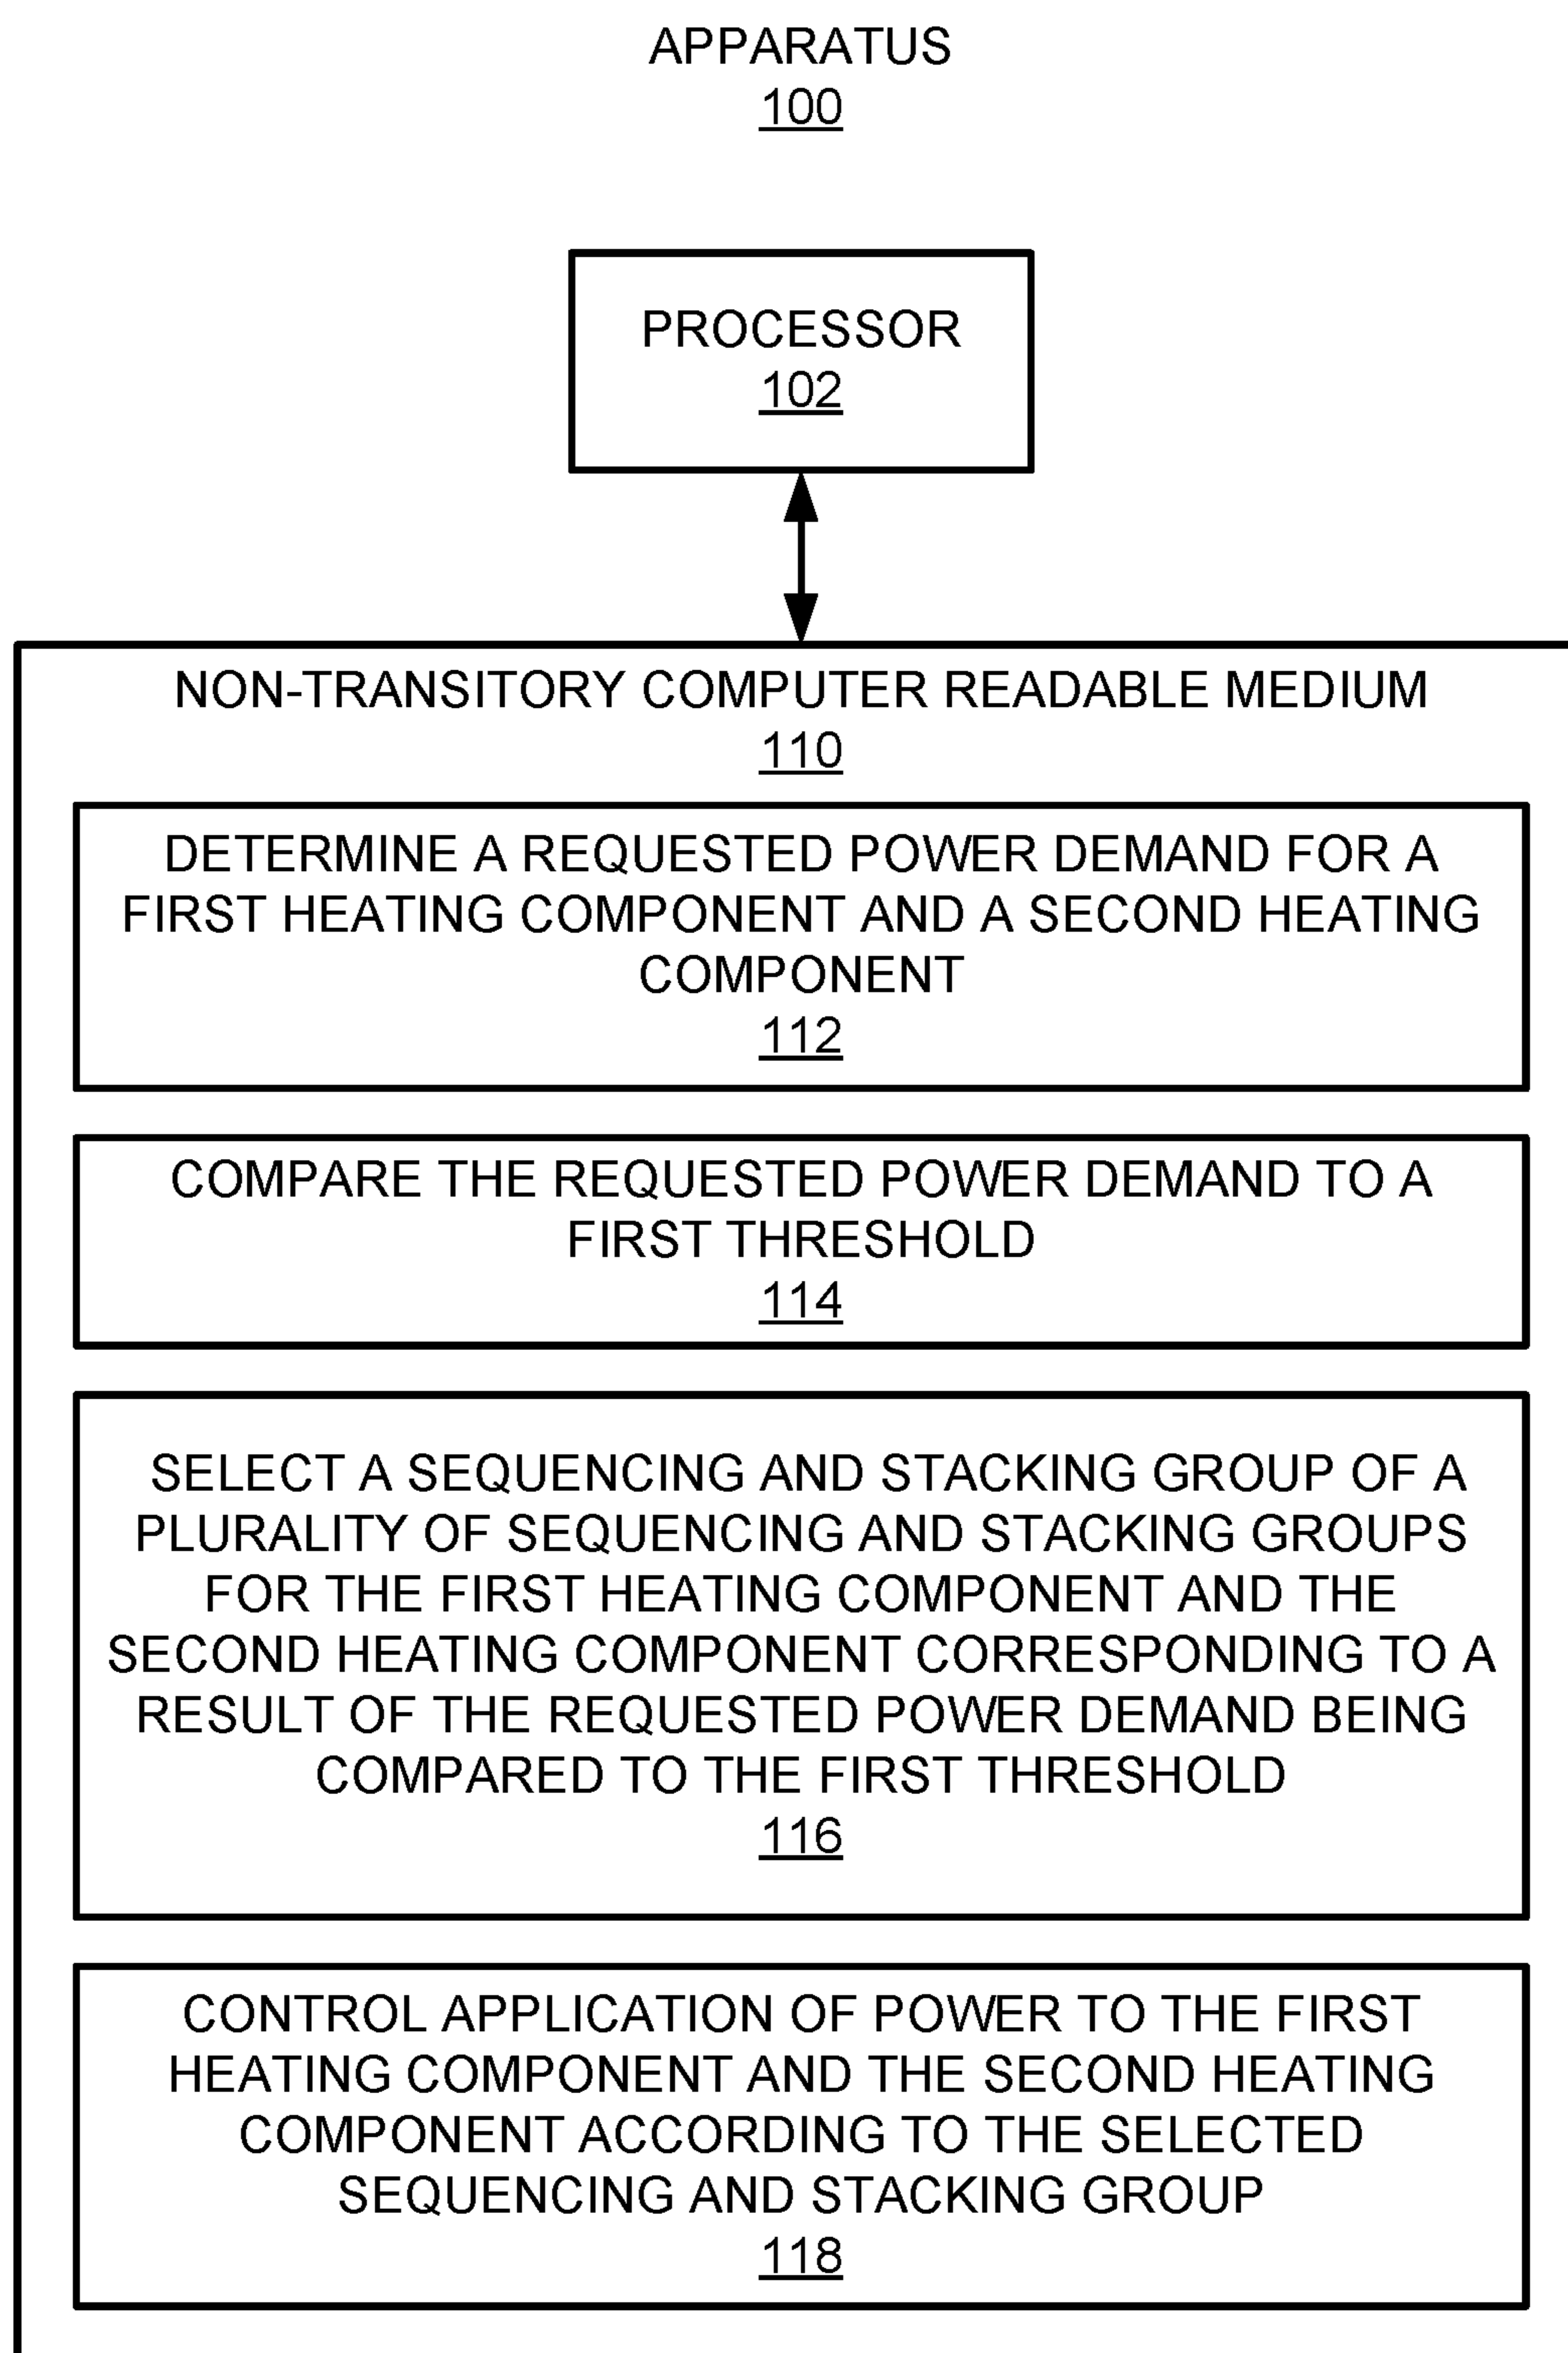 APPARATUS
100
PROCESSOR
102
NON-TRANSITORY COMPUTER READABLE MEDIUM
110
DETERMINE A REQUESTED POWER DEMAND FOR A
FIRST HEATING COMPONENT AND A SECOND HEATING
COMPONENT
112
COMPARE THE REQUESTED POWER DEMAND TO A
FIRST THRESHOLD
114
SELECT A SEQUENCING AND STACKING GROUP OF A
PLURALITY OF SEQUENCING AND STACKING GROUPS
FOR THE FIRST HEATING COMPONENT AND THE
SECOND HEATING COMPONENT CORRESPONDING TO A
RESULT OF THE REQUESTED POWER DEMAND BEING
COMPARED TO THE FIRST THRESHOLD
116
CONTROL APPLICATION OF POWER TO THE FIRST
HEATING COMPONENT AND THE SECOND HEATING
COMPONENT ACCORDING TO THE SELECTED
SEQUENCING AND STACKING GROUP
118